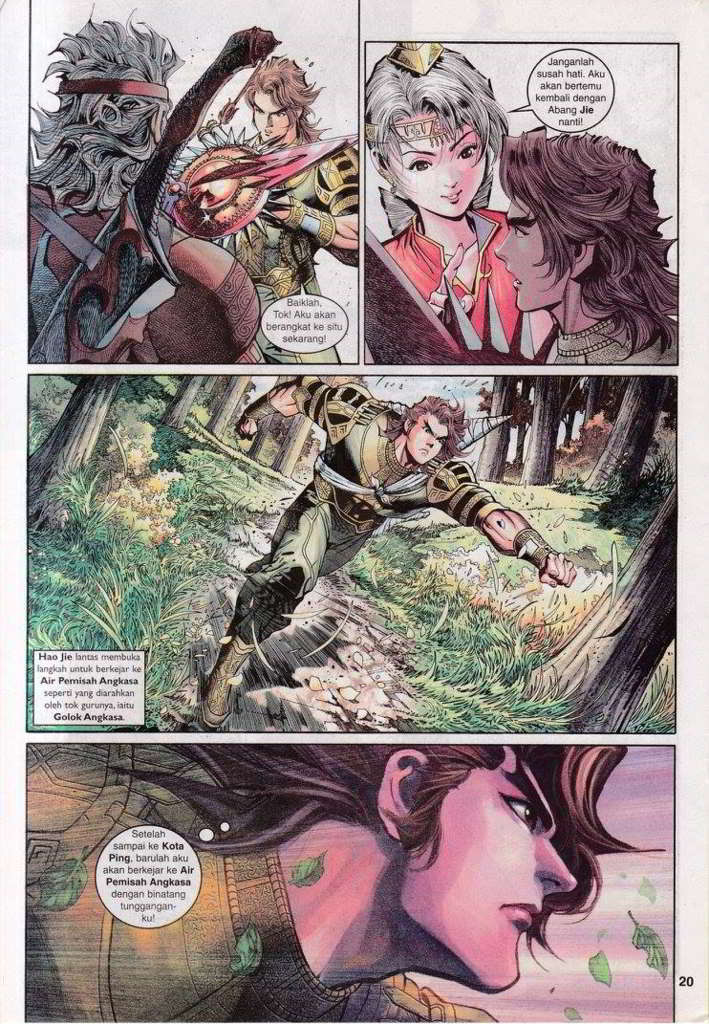 Baiklah,
Tok! Aku akan
berangkat ke situ
sekarang!
Janganlah
susah hati. Aku
akan bertemu
kembali dengan
Abang Jie
nanti!
Hao Jie lantas membuka
langkah untuk berkejar ke
Air Pemisah Angkasa
seperti yang diarahkan
oleh tok gurunya, iaitu
Golok Angkasa.
Setelah
sampai ke Kota
Ping, barulah aku
akan berkejar ke Air
Pemisah Angkasa
dengan binatang
tunggangan-
ku!
20